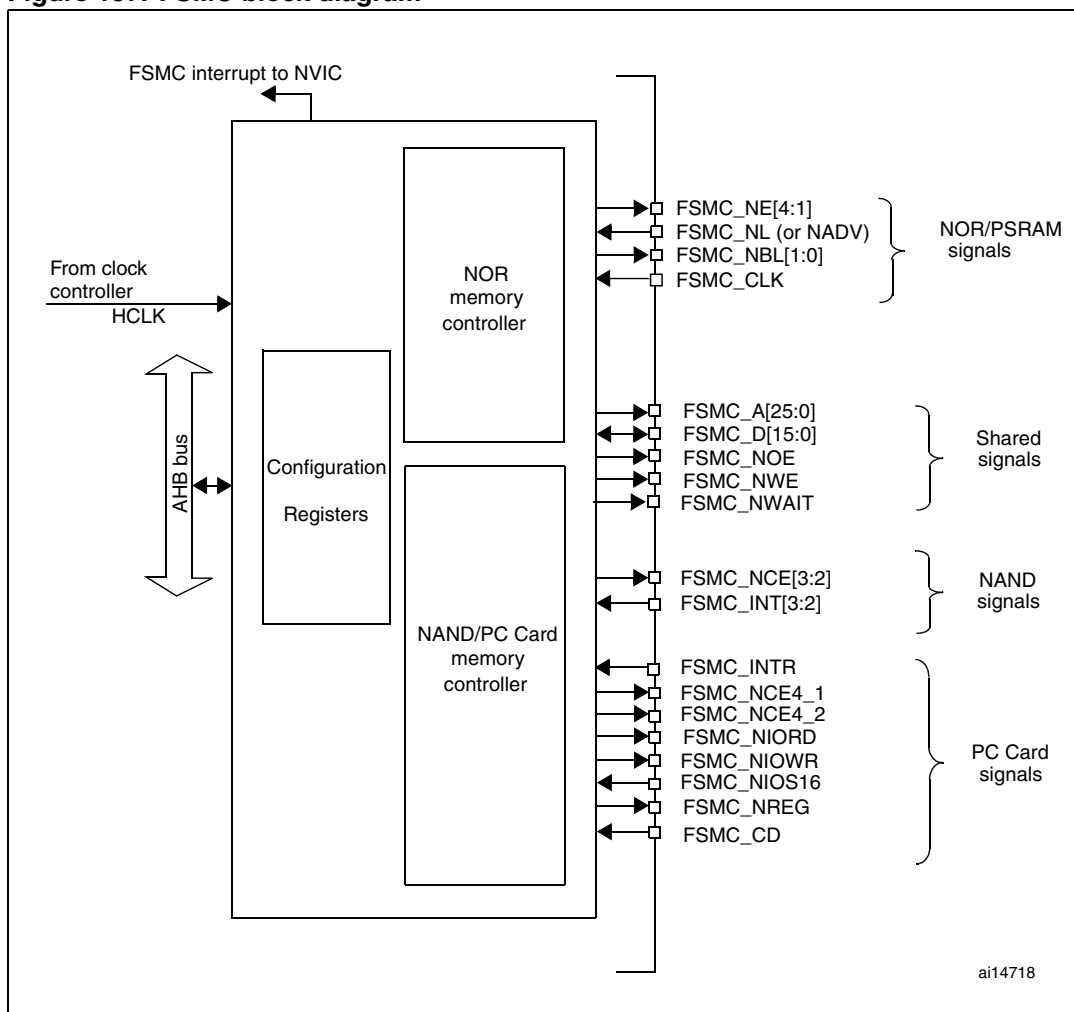 Figure FSMC block diagram
FSMC interrupt to NVIC
From clock
controller
HCLK
AHB bus
Configuration
Registers
NOR
memory
controller
NAND/PC Card
memory
controller
FSMC_NE[4:1]
FSMC_NL (or NADV)
FSMC_NBL[1:0]
FSMC_CLK
NOR/PSRAM
signals
FSMC_A[25:0]
FSMC_D[15:0]
FSMC_NOE
FSMC_NWE
FSMC_NWAIT
Shared
signals
FSMC_NCE[3:2]
FSMC_INT[3:2]
NAND
signals
FSMC_INTR
FSMC_NCE4_1
FSMC_NCE4_2
FSMC_NIORD
FSMC_NIOWR
FSMC_NIOS16
FSMC_NREG
FSMC_CD
PC Card
signals
ai14718